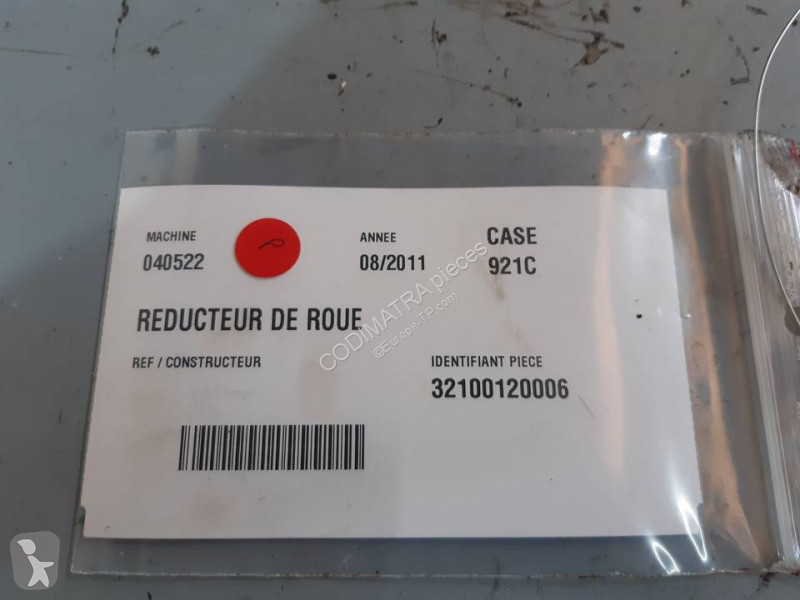 MACHINE ANNEE CASE
040522 08/2011 921C
REDUCTEUR DE ROUE
REF / CONSTRUCTEUR IDENTIFIANT PIECE
32100120006
CODIMATRA pieces
©Europe-TP.com